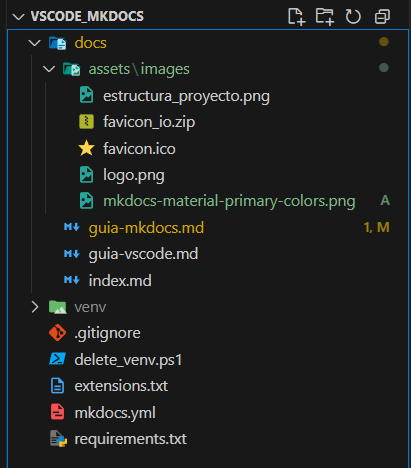 VSCODE_MKDOCS
docs
assets\images
estructura_proyecto.png
favicon_io.zip
favicon.ico
logo.png
mkdocs-material-primary-colors.png A
guia-mkdocs.md 1, M
guia-vscode.md
index.md
venv
.gitignore
delete_venv.ps1
extensions.txt
mkdocs.yml
requirements.txt